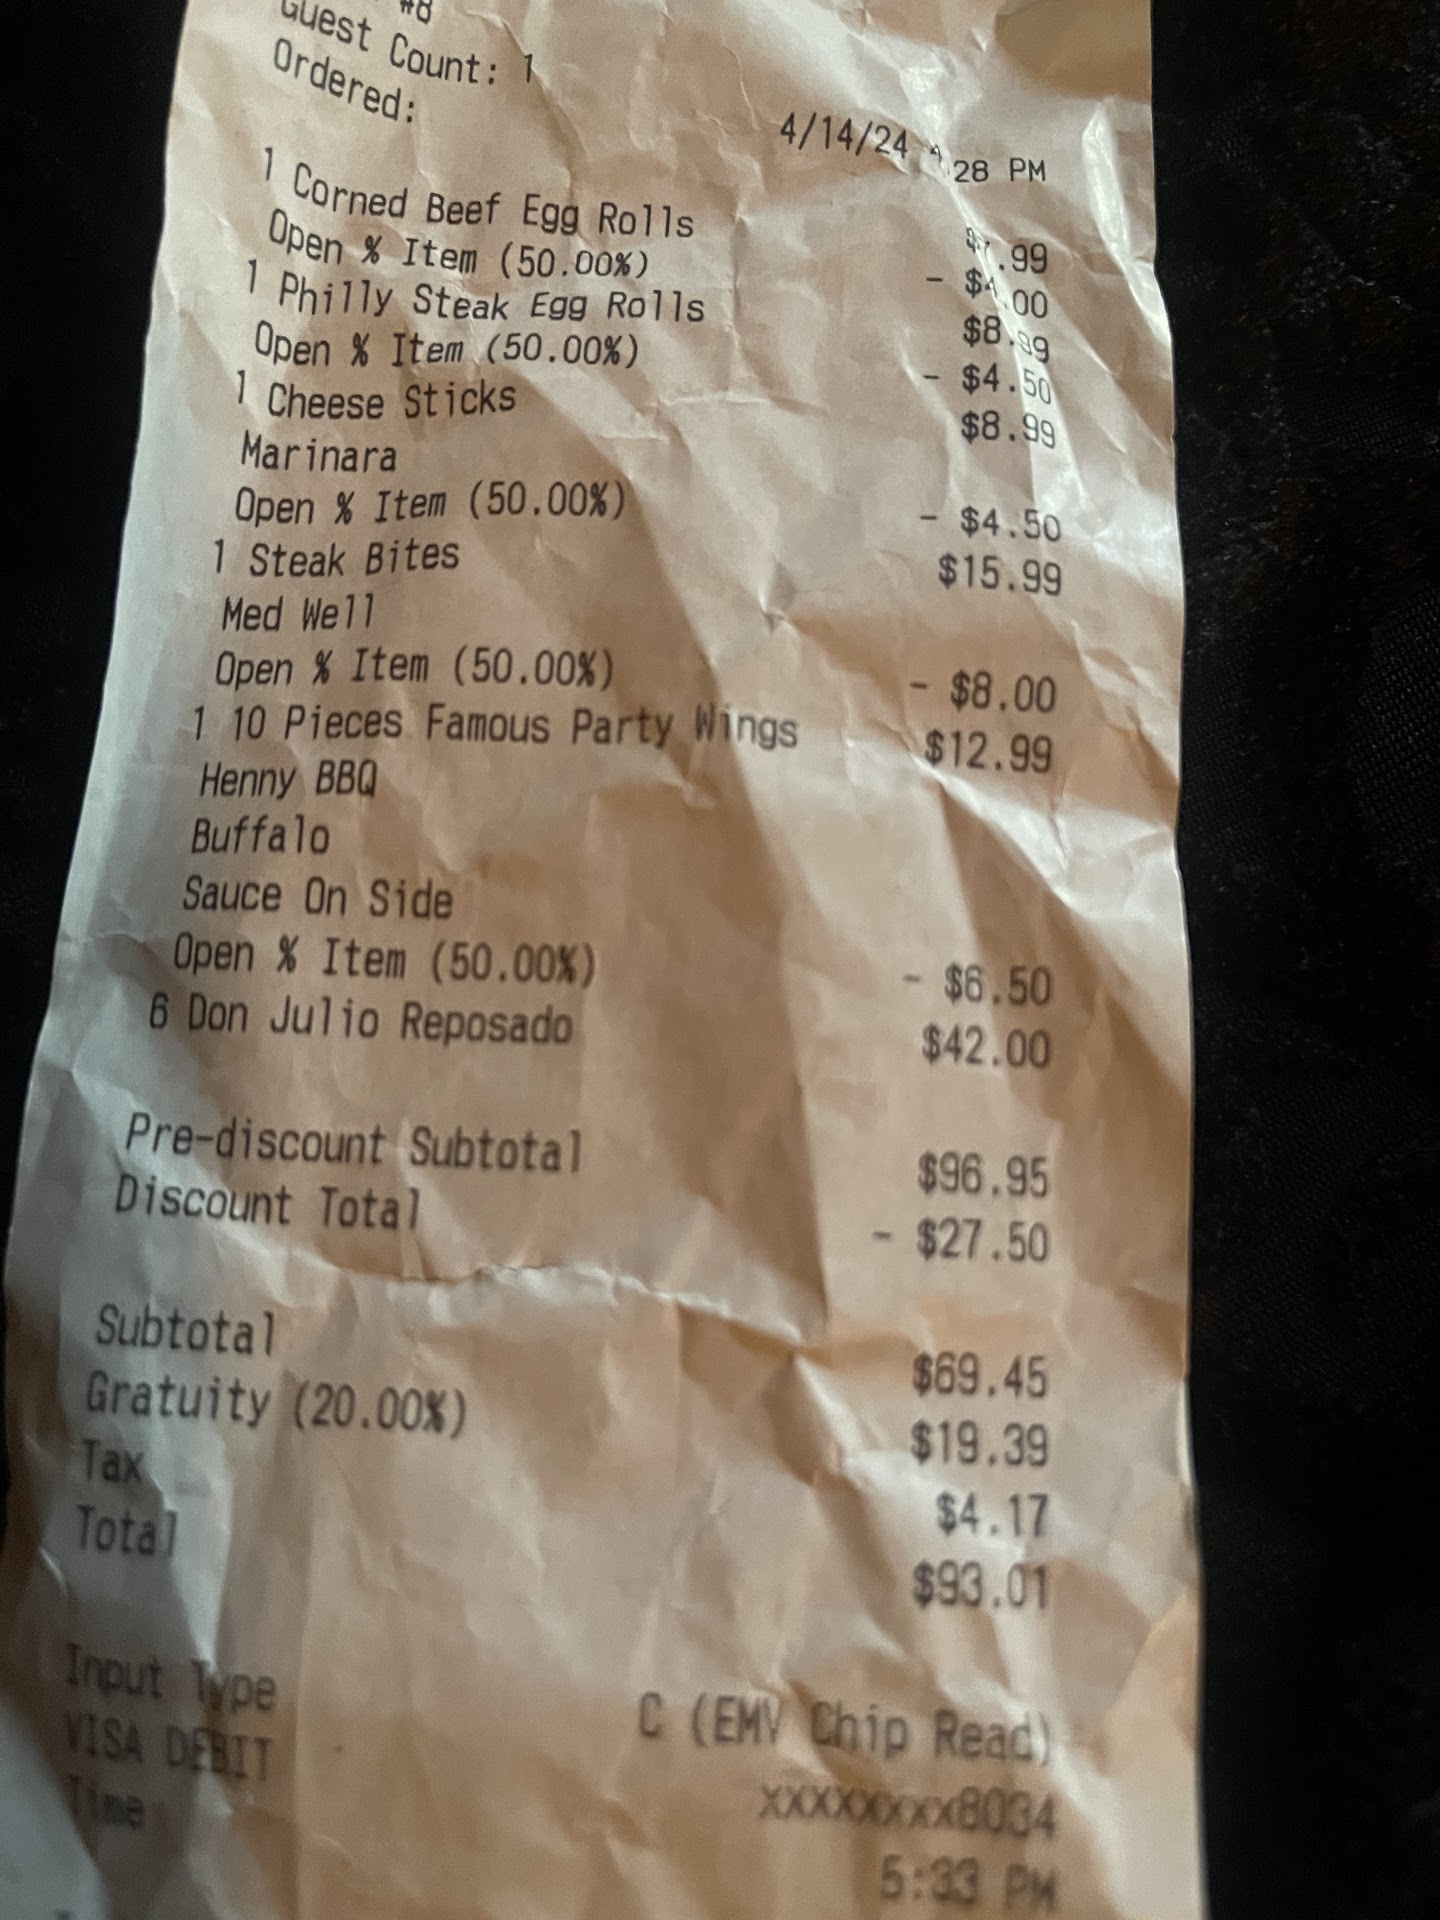 #8
Guest Count: 1
Ordered:
4/14/24 28 PM
1 Corned Beef Egg Rolls $7.99
Open % Item (50.00%) - $4.00
1 Philly Steak Egg Rolls $8.99
Open % Item (50.00%) - $4.50
1 Cheese Sticks $8.99
Marinara
Open % Item (50.00%) - $4.50
1 Steak Bites $15.99
Med Well
Open % Item (50.00%) - $8.00
1 10 Pieces Famous Party Wings $12.99
Henny BBQ
Buffalo
Sauce On Side
Open % Item (50.00%) - $6.50
6 Don Julio Reposado $42.00
Pre-discount Subtotal $96.95
Discount Total - $27.50
Subtotal $69.45
Gratuity (20.00%) $19.39
Tax $4.17
Total $93.01
Input Type C (EMV Chip Read)
VISA DEBIT xxxxxxxx8034
Time 5:33 PM